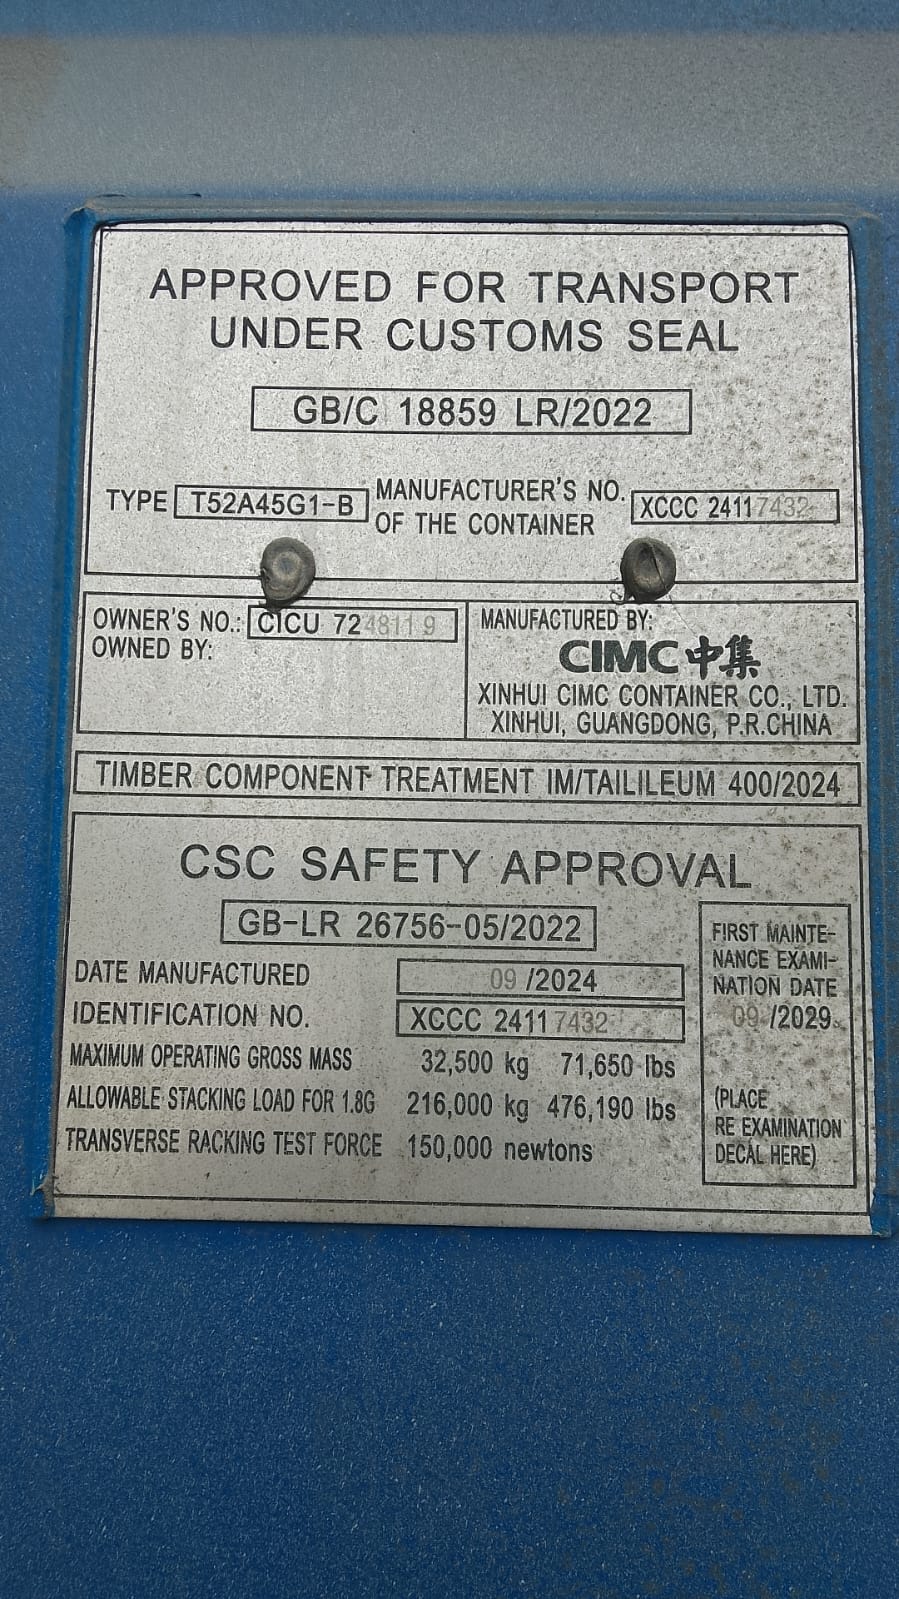 APPROVED FOR TRANSPORT
UNDER CUSTOMS SEAL
GB/C 18859 LR/2022
TYPE T52A45G1-B
MANUFACTURER'S NO.
OF THE CONTAINER
XCCC 24117432
OWNER'S NO.: CICU 724811 9
OWNED BY:
MANUFACTURED BY:
CIMC中集
XINHUI CIMC CONTAINER CO., LTD.
XINHUI, GUANGDONG, P.R.CHINA
TIMBER COMPONENT TREATMENT IM/TAILILEUM 400/2024
CSC SAFETY APPROVAL
GB-LR 26756-05/2022
DATE MANUFACTURED 09 /2024
IDENTIFICATION NO. XCCC 24117432
MAXIMUM OPERATING GROSS MASS 32,500 kg 71,650 lbs
ALLOWABLE STACKING LOAD FOR 1.8G 216,000 kg 476,190 lbs
TRANSVERSE RACKING TEST FORCE 150,000 newtons
FIRST MAINTE-
NANCE EXAMI-
NATION DATE
09 /2029
(PLACE
RE EXAMINATION
DECAL HERE)